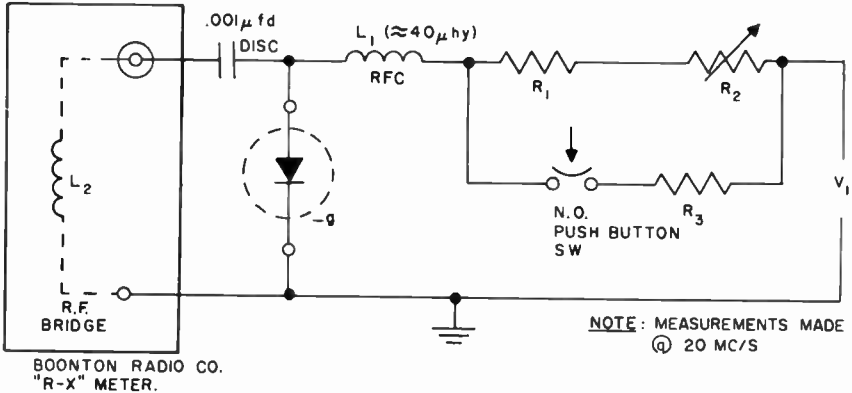 .001μfd
DISC
L1 (≈40μhy)
RFC
R1
R2
L2
-g
N.O.
PUSH BUTTON
SW
R3
V1
R.F.
BRIDGE
NOTE: MEASUREMENTS MADE
@ 20 MC/S
BOONTON RADIO CO.
"R-X" METER.